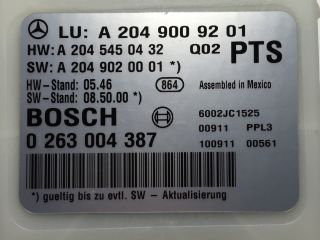 LU: A 204 900 92 01
HW: A 204 545 04 32 Q02 PTS
SW: A 204 902 00 01 *)
HW-Stand: 05.46 864 Assembled in Mexico
SW-Stand: 08.50.00 *)
BOSCH 6002JC1525
0 263 004 387 00911 PPL3
100911 00561
*) gueltig bis zu evtl. SW - Aktualisierung